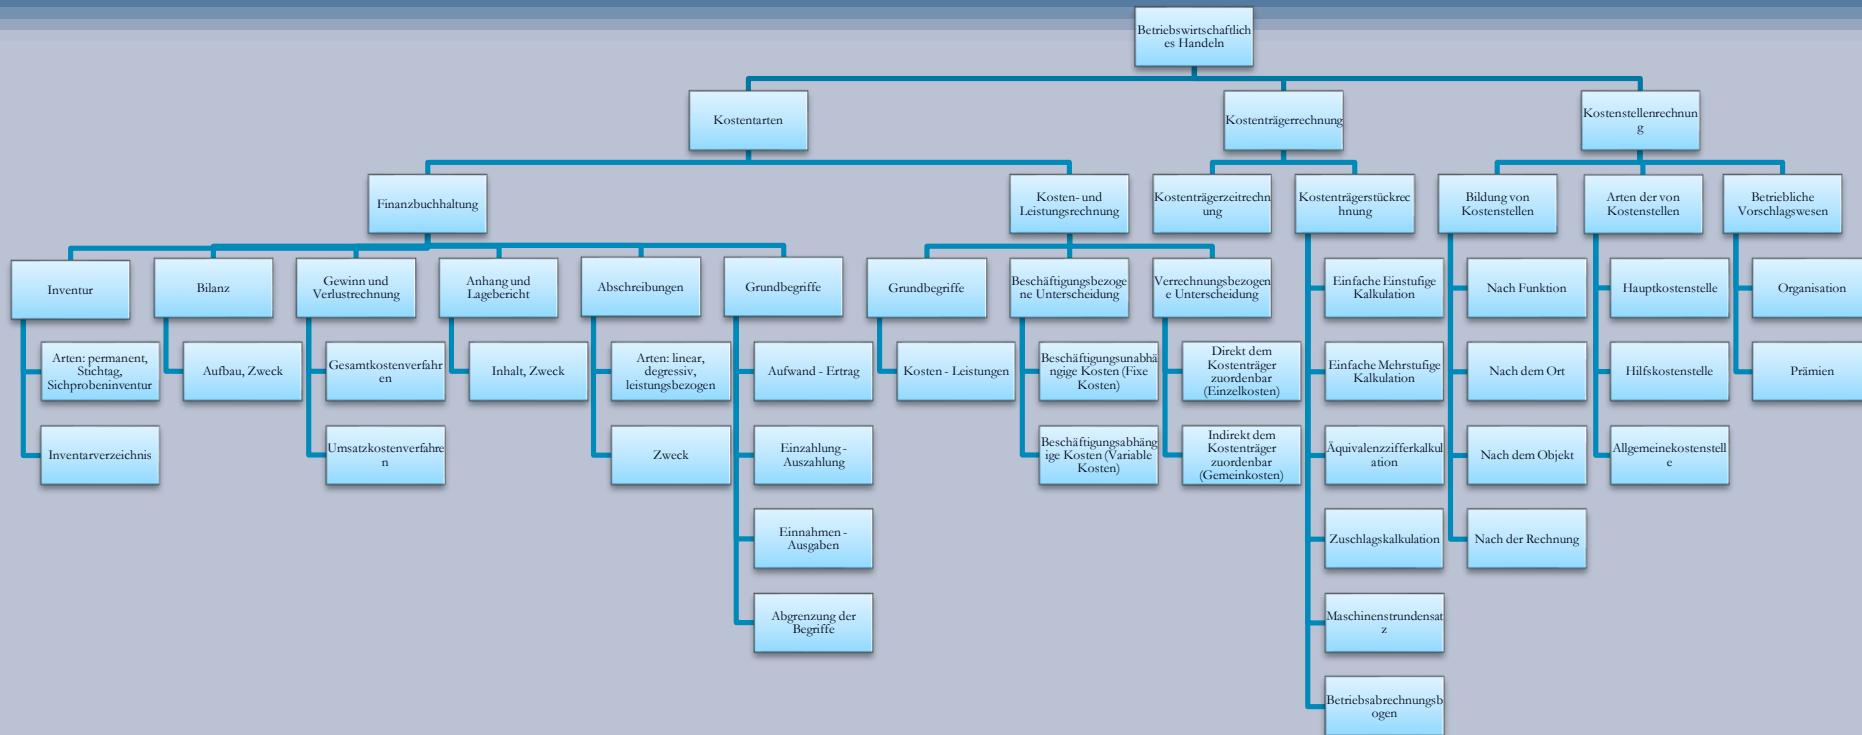 Betriebswirtschaftlich
es Handeln
Kostentarten
Kostenträgerrechnung
Kostenstellenrechnun
g
Finanzbuchhaltung
Kosten- und
Leistungsrechnung
Kostenträgerzeitrechn
ung
Kostenträgerstückrec
hnung
Bildung von
Kostenstellen
Arten der von
Kostenstellen
Betriebliche
Vorschlagswesen
Inventur
Bilanz
Gewinn und
Verlustrechnung
Anhang und
Lagebericht
Abschreibungen
Grundbegriffe
Grundbegriffe
Beschäftigungsbezoge
ne Unterscheidung
Verrechnungsbezogen
e Unterscheidung
Einfache Einstufige
Kalkulation
Nach Funktion
Hauptkostenstelle
Organisation
Arten: permanent,
Stichtag,
Sichprobeninventur
Aufbau, Zweck
Gesamtkostenverfahr
en
Inhalt, Zweck
Arten: linear,
degressiv,
leistungsbezogen
Aufwand - Ertrag
Kosten - Leistungen
Beschäftigungsunabhä
ngige Kosten (Fixe
Kosten)
Direkt dem
Kostenträger
zuordenbar
(Einzelkosten)
Einfache Mehrstufige
Kalkulation
Nach dem Ort
Hilfskostenstelle
Prämien
Inventarverzeichnis
Umsatzkostenverfahre
n
Zweck
Einzahlung -
Auszahlung
Beschäftigungsabhäng
ige Kosten (Variable
Kosten)
Indirekt dem
Kostenträger
zuordenbar
(Gemeinkosten)
Äquivalenzzifferkalkul
ation
Nach dem Objekt
Allgemeinekostenstell
e
Einnahmen -
Ausgaben
Zuschlagskalkulation
Nach der Rechnung
Abgrenzung der
Begriffe
Maschinenstrundensat
z
Betriebsabrechnungsb
ogen